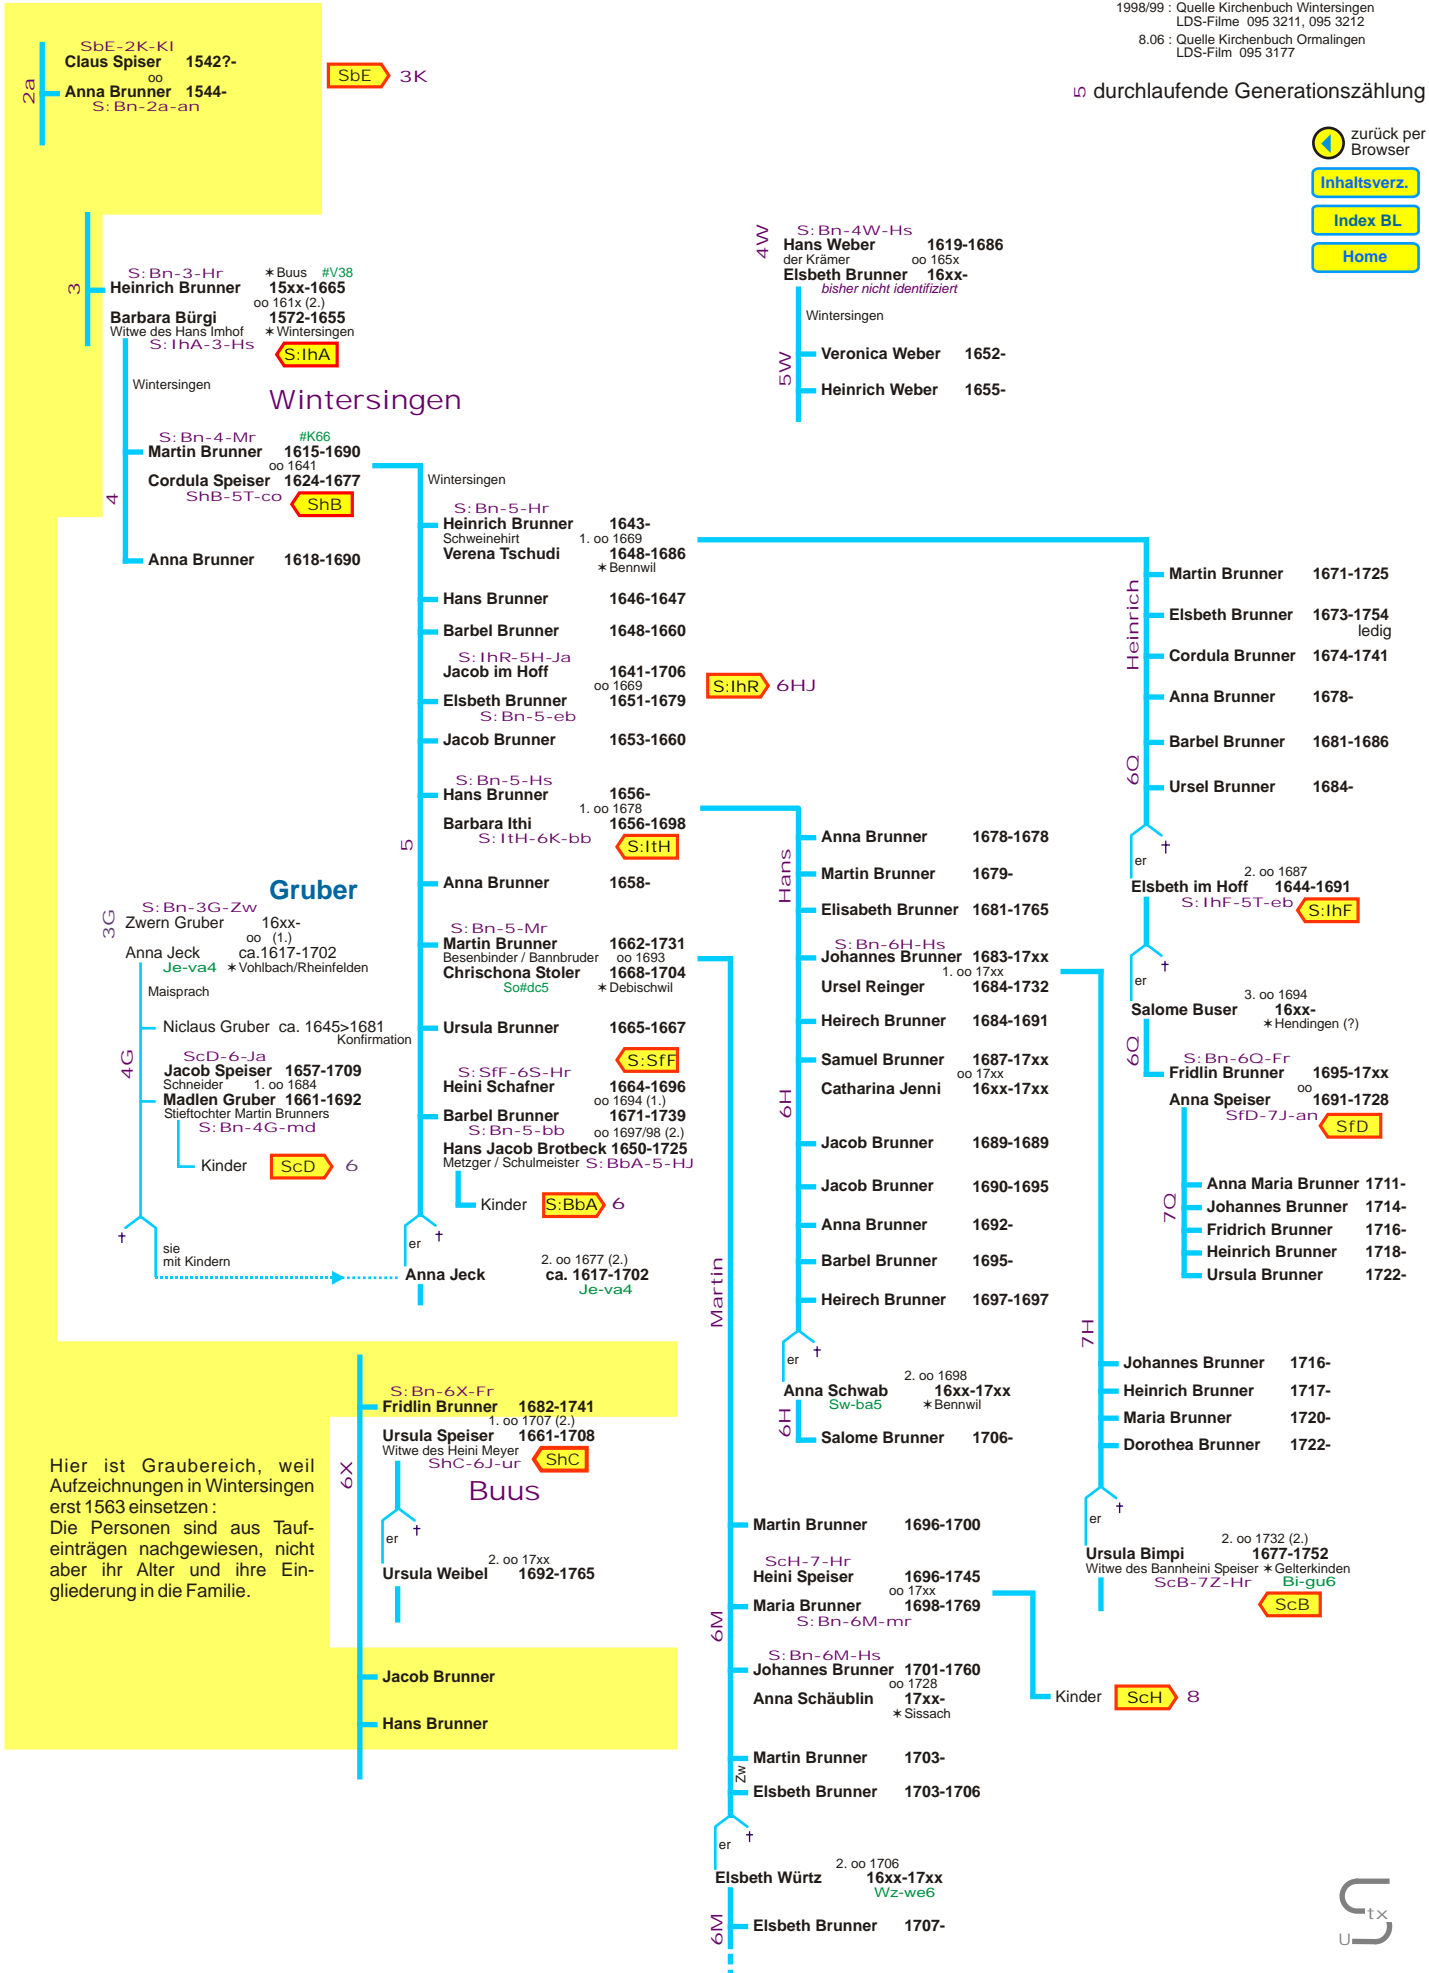 1998/99 : Quelle Kirchenbuch Wintersingen
LDS-Filme 095 3211, 095 3212
8.06 : Quelle Kirchenbuch Ormalingen
LDS-Film 095 3177
5 durchlaufende Generationszählung
zurück per
Browser
Inhaltsverz.
Index BL
Home
2a
SbE-2K-Kl
Claus Spiser 1542?-
oo
Anna Brunner 1544-
S:Bn-2a-an
SbE 3K
3
S:Bn-3-Hr ✶Buus #V38
Heinrich Brunner 15xx-1665
oo 161x (2.)
Barbara Bürgi 1572-1655
Witwe des Hans Imhof ✶Wintersingen
S:IhA-3-Hs S:IhA
Wintersingen
Wintersingen
4
S:Bn-4-Mr #K66
Martin Brunner 1615-1690
oo 1641
Cordula Speiser 1624-1677
ShB-5T-co ShB
Anna Brunner 1618-1690
4W
S:Bn-4W-Hs
Hans Weber 1619-1686
der Krämer oo 165x
Elsbeth Brunner 16xx-
bisher nicht identifiziert
Wintersingen
5W
Veronica Weber 1652-
Heinrich Weber 1655-
Wintersingen
5
S:Bn-5-Hr
Heinrich Brunner 1643-
Schweinehirt 1. oo 1669
Verena Tschudi 1648-1686
✶Bennwil
Hans Brunner 1646-1647
Barbel Brunner 1648-1660
S:IhR-5H-Ja
Jacob im Hoff 1641-1706
oo 1669
Elsbeth Brunner 1651-1679
S:Bn-5-eb
S:IhR 6HJ
Jacob Brunner 1653-1660
S:Bn-5-Hs
Hans Brunner 1656-
1. oo 1678
Barbara Ithi 1656-1698
S:ItH-6K-bb S:ItH
Anna Brunner 1658-
S:Bn-5-Mr
Martin Brunner 1662-1731
Besenbinder / Bannbruder oo 1693
Chrischona Stoler 1668-1704
So#dc5 ✶Debischwil
Ursula Brunner 1665-1667
S:SfF
S:SfF-6S-Hr
Heini Schafner 1664-1696
oo 1694 (1.)
Barbel Brunner 1671-1739
S:Bn-5-bb oo 1697/98 (2.)
Hans Jacob Brotbeck 1650-1725
Metzger / Schulmeister S:BbA-5-HJ
Kinder S:BbA 6
er †
2. oo 1677 (2.)
Anna Jeck ca. 1617-1702
Je-va4
Gruber
3G
S:Bn-3G-Zw
Zwern Gruber 16xx-
oo (1.)
Anna Jeck ca.1617-1702
Je-va4 ✶Vohlbach/Rheinfelden
Maisprach
4G
Niclaus Gruber ca. 1645>1681
Konfirmation
ScD-6-Ja
Jacob Speiser 1657-1709
Schneider 1. oo 1684
Madlen Gruber 1661-1692
Stieftochter Martin Brunners
S:Bn-4G-md
Kinder ScD 6
†
sie
mit Kindern
Heinrich
6Q
Martin Brunner 1671-1725
Elsbeth Brunner 1673-1754
ledig
Cordula Brunner 1674-1741
Anna Brunner 1678-
Barbel Brunner 1681-1686
Ursel Brunner 1684-
er †
2. oo 1687
Elsbeth im Hoff 1644-1691
S:IhF-5T-eb S:IhF
er †
3. oo 1694
Salome Buser 16xx-
✶Hendingen (?)
6Q
S:Bn-6Q-Fr
Fridlin Brunner 1695-17xx
oo
Anna Speiser 1691-1728
SfD-7J-an SfD
7Q
Anna Maria Brunner 1711-
Johannes Brunner 1714-
Fridrich Brunner 1716-
Heinrich Brunner 1718-
Ursula Brunner 1722-
Hans
6H
Anna Brunner 1678-1678
Martin Brunner 1679-
Elisabeth Brunner 1681-1765
S:Bn-6H-Hs
Johannes Brunner 1683-17xx
1. oo 17xx
Ursel Reinger 1684-1732
Heirech Brunner 1684-1691
Samuel Brunner 1687-17xx
oo 17xx
Catharina Jenni 16xx-17xx
Jacob Brunner 1689-1689
Jacob Brunner 1690-1695
Anna Brunner 1692-
Barbel Brunner 1695-
Heirech Brunner 1697-1697
er †
2. oo 1698
Anna Schwab 16xx-17xx
Sw-ba5 ✶Bennwil
6H
Salome Brunner 1706-
7H
Johannes Brunner 1716-
Heinrich Brunner 1717-
Maria Brunner 1720-
Dorothea Brunner 1722-
er †
2. oo 1732 (2.)
Ursula Bimpi 1677-1752
Witwe des Bannheini Speiser ✶Gelterkinden
ScB-7Z-Hr Bi-gu6
ScB
Martin
6M
Martin Brunner 1696-1700
ScH-7-Hr
Heini Speiser 1696-1745
oo 17xx
Maria Brunner 1698-1769
S:Bn-6M-mr
S:Bn-6M-Hs
Johannes Brunner 1701-1760
oo 1728
Anna Schäublin 17xx-
✶Sissach
Kinder ScH 8
Martin Brunner 1703-
Zw
Elsbeth Brunner 1703-1706
er †
2. oo 1706
Elsbeth Würtz 16xx-17xx
Wz-we6
6M
Elsbeth Brunner 1707-
6X
S:Bn-6X-Fr
Fridlin Brunner 1682-1741
1. oo 1707 (2.)
Ursula Speiser 1661-1708
Witwe des Heini Meyer
ShC-6J-ur ShC
Buus
er †
2. oo 17xx
Ursula Weibel 1692-1765
Jacob Brunner
Hans Brunner
Hier ist Graubereich, weil
Aufzeichnungen in Wintersingen
erst 1563 einsetzen :
Die Personen sind aus Tauf-
einträgen nachgewiesen, nicht
aber ihr Alter und ihre Ein-
gliederung in die Familie.
S tx
U